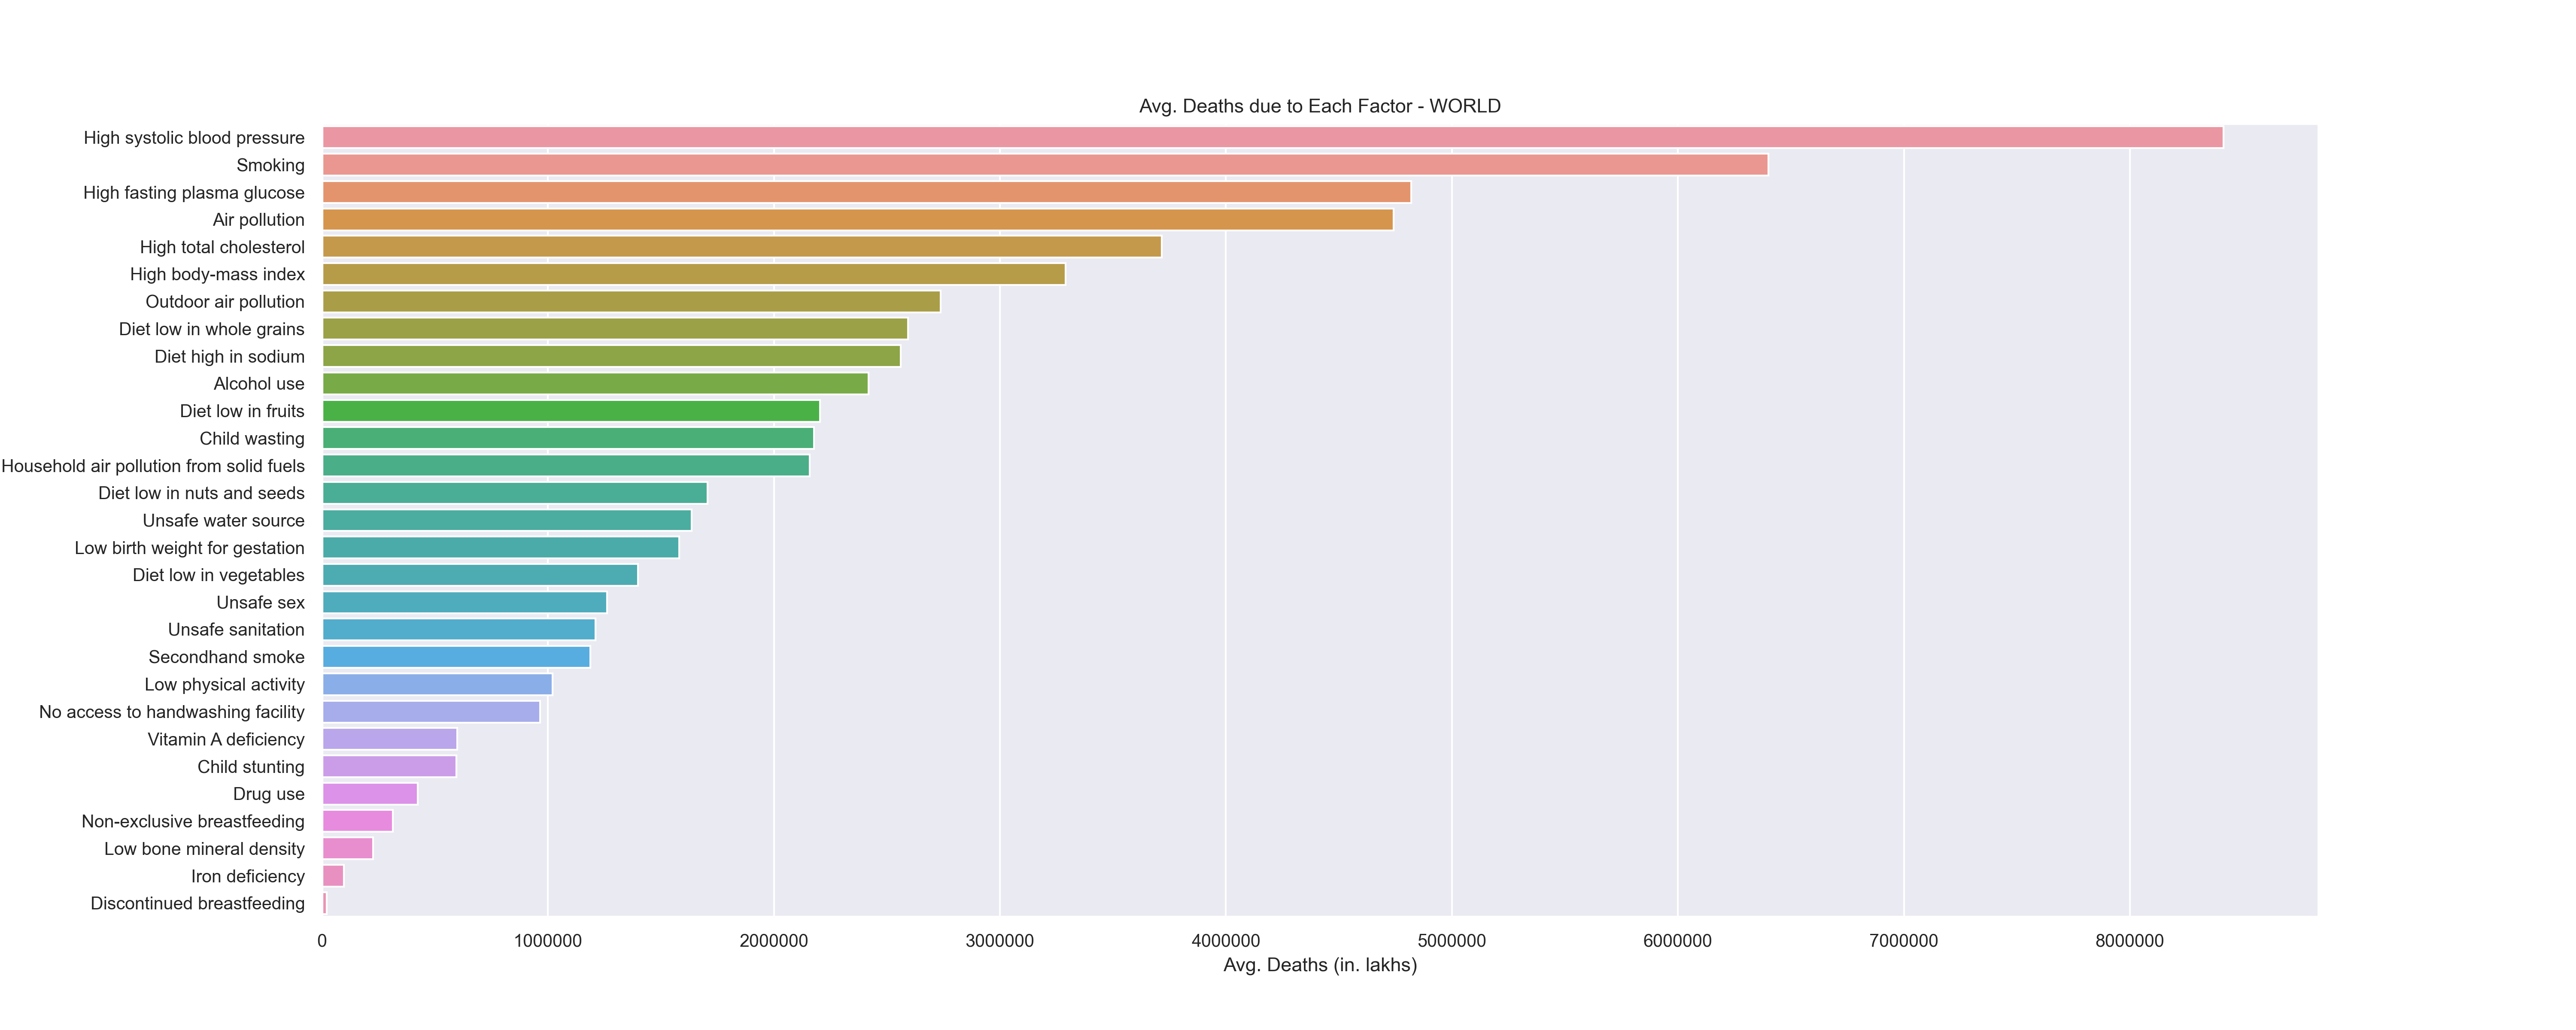 Avg. Deaths due to Each Factor - WORLD
High systolic blood pressure
Smoking
High fasting plasma glucose
Air pollution
High total cholesterol
High body-mass index
Outdoor air pollution
Diet low in whole grains
Diet high in sodium
Alcohol use
Diet low in fruits
Child wasting
Household air pollution from solid fuels
Diet low in nuts and seeds
Unsafe water source
Low birth weight for gestation
Diet low in vegetables
Unsafe sex
Unsafe sanitation
Secondhand smoke
Low physical activity
No access to handwashing facility
Vitamin A deficiency
Child stunting
Drug use
Non-exclusive breastfeeding
Low bone mineral density
Iron deficiency
Discontinued breastfeeding
0 1000000 2000000 3000000 4000000 5000000 6000000 7000000 8000000
Avg. Deaths (in. lakhs)